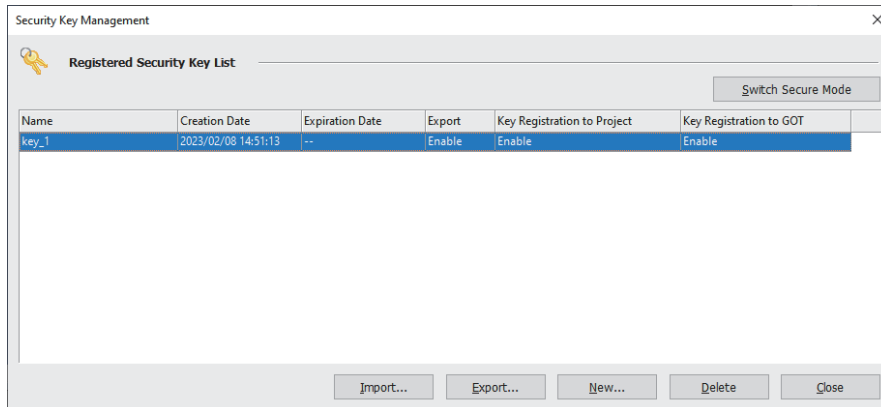 Security Key Management
Registered Security Key List
Switch Secure Mode
Name Creation Date Expiration Date Export Key Registration to Project Key Registration to GOT
key_1 2023/02/08 14:51:13 -- Enable Enable Enable
Import... Export... New... Delete Close